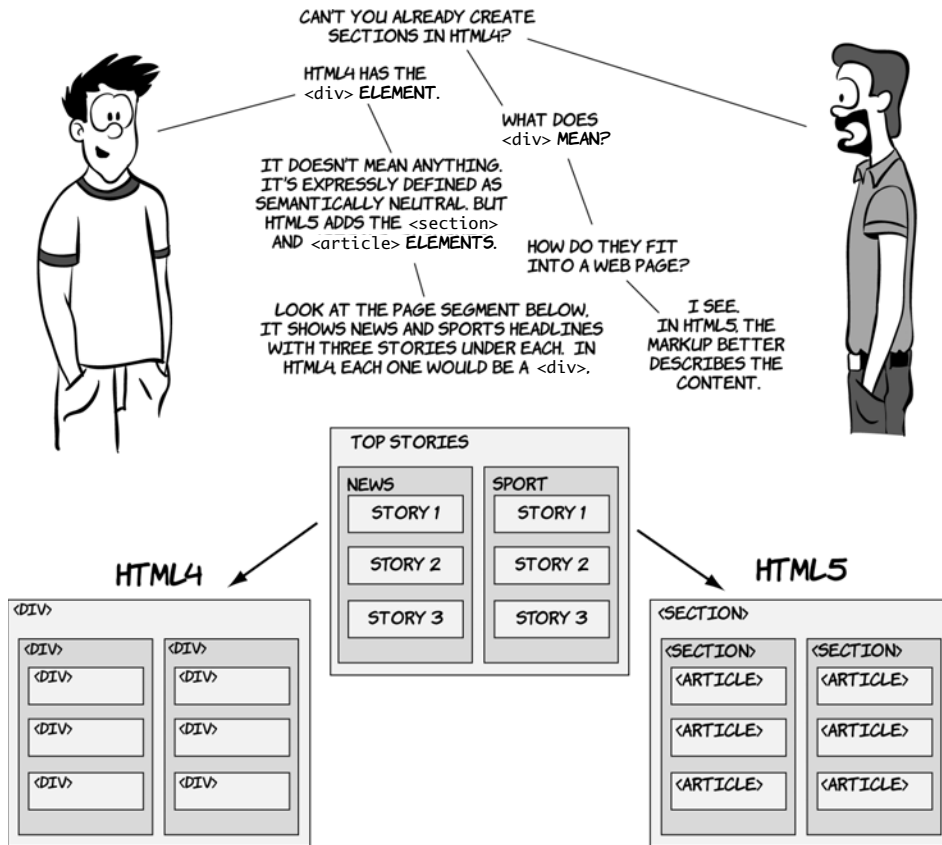 CAN'T YOU ALREADY CREATE
SECTIONS IN HTML4?
HTML4 HAS THE
<div> ELEMENT.
WHAT DOES
<div> MEAN?
IT DOESN'T MEAN ANYTHING.
IT'S EXPRESSLY DEFINED AS
SEMANTICALLY NEUTRAL. BUT
HTML5 ADDS THE <section>
AND <article> ELEMENTS.
HOW DO THEY FIT
INTO A WEB PAGE?
LOOK AT THE PAGE SEGMENT BELOW.
IT SHOWS NEWS AND SPORTS HEADLINES
WITH THREE STORIES UNDER EACH. IN
HTML4, EACH ONE WOULD BE A <div>.
I SEE.
IN HTML5, THE
MARKUP BETTER
DESCRIBES THE
CONTENT.
TOP STORIES
NEWS
STORY 1
STORY 2
STORY 3
SPORT
STORY 1
STORY 2
STORY 3
HTML4
<DIV>
<DIV>
<DIV>
<DIV>
<DIV>
<DIV>
<DIV>
<DIV>
<DIV>
HTML5
<SECTION>
<SECTION>
<ARTICLE>
<ARTICLE>
<ARTICLE>
<SECTION>
<ARTICLE>
<ARTICLE>
<ARTICLE>